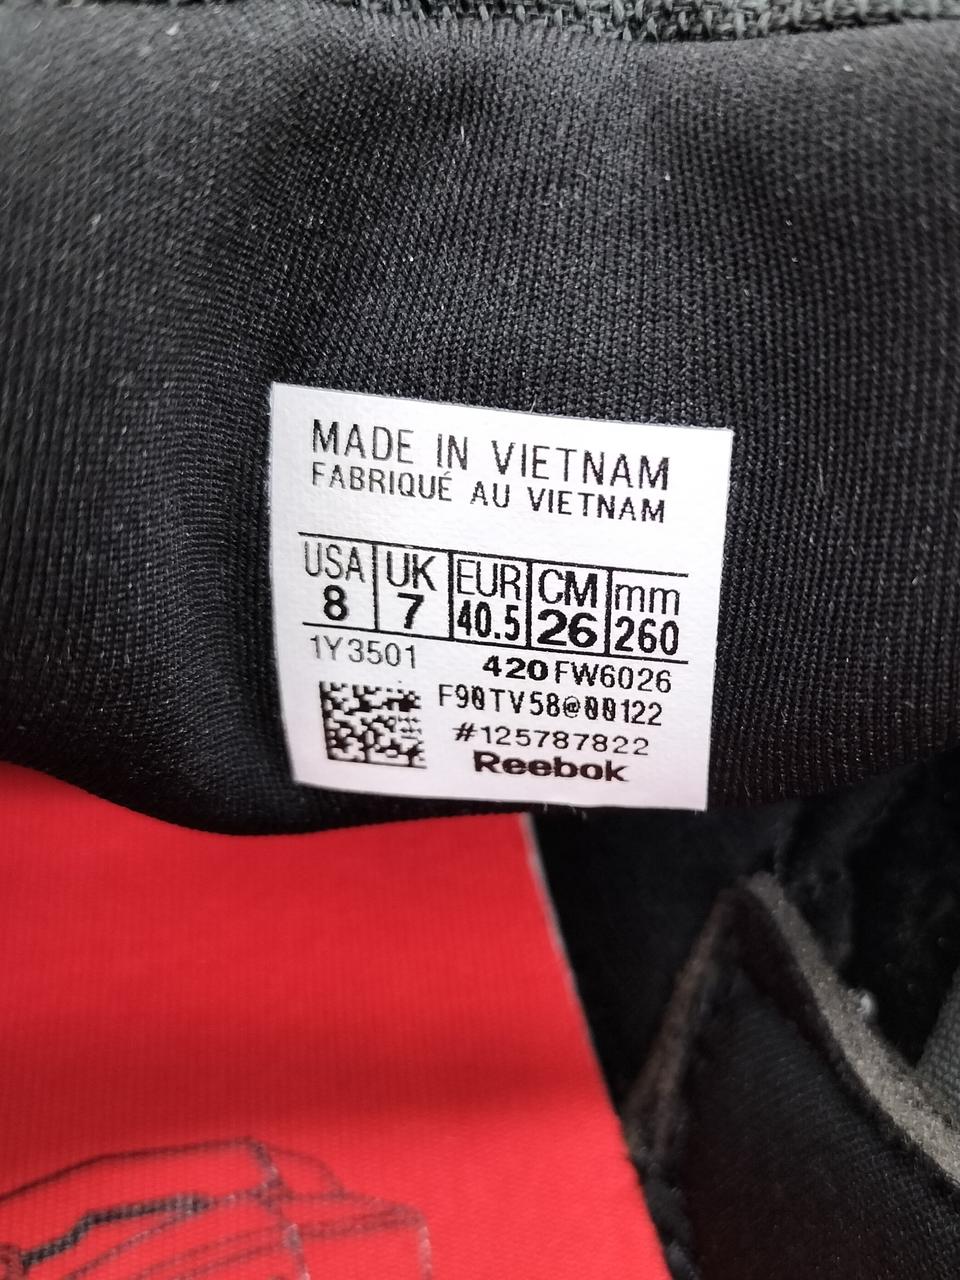 MADE IN VIETNAM
FABRIQUÉ AU VIETNAM
USA UK EUR CM mm
8 7 40.5 26 260
1Y3501 420 FW6026
F90TV58@00122
#125787822
Reebok